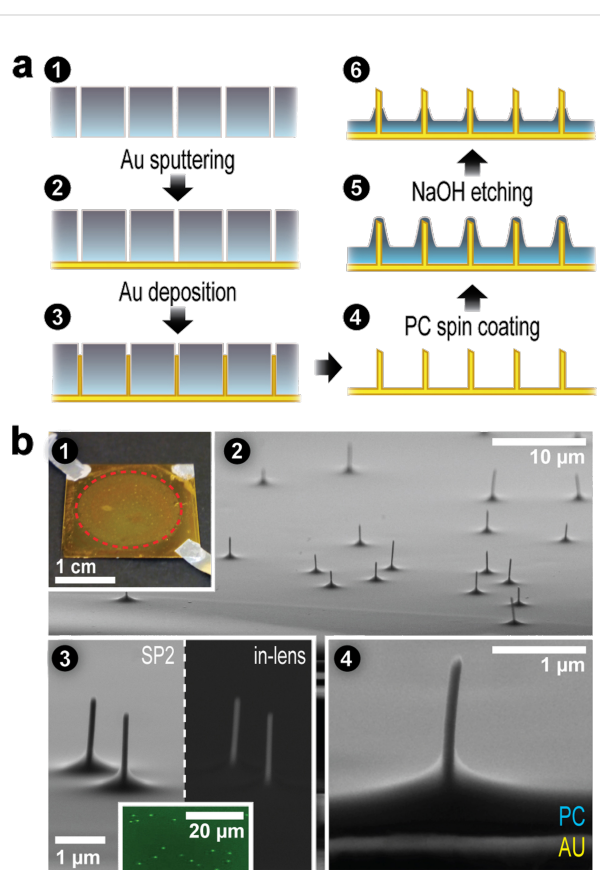 a
1
6
Au sputtering
NaOH etching
2
5
Au deposition
PC spin coating
3
4
b
1
1 cm
2
10 µm
3
SP2
in-lens
1 µm
20 µm
4
1 µm
PC
AU